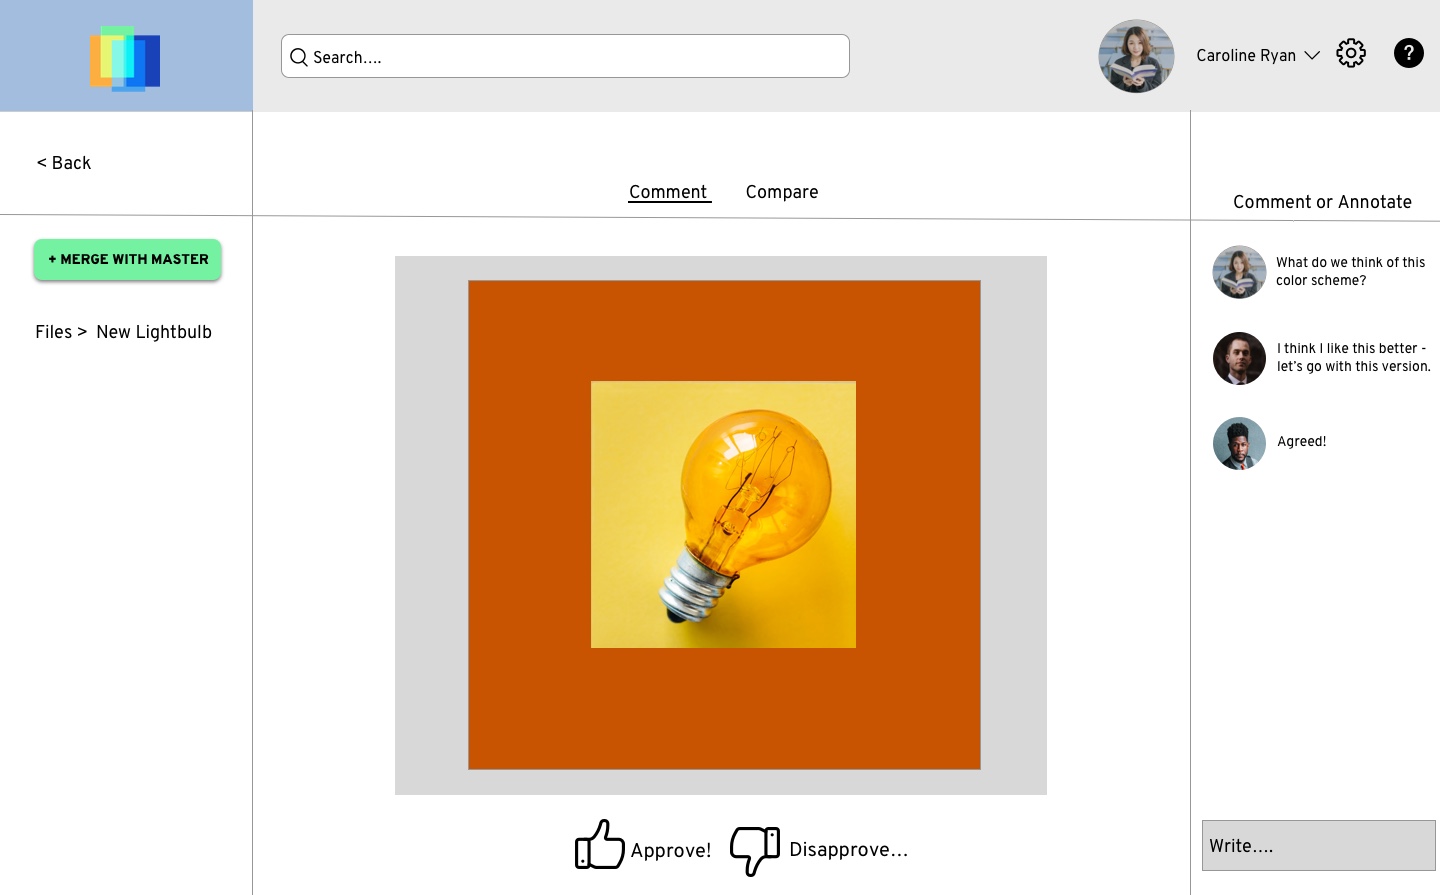 Search....
Caroline Ryan
?
< Back
Comment
Compare
Comment or Annotate
+ MERGE WITH MASTER
Files > New Lightbulb
What do we think of this
color scheme?
I think I like this better -
let's go with this version.
Agreed!
Approve!
Disapprove...
Write....